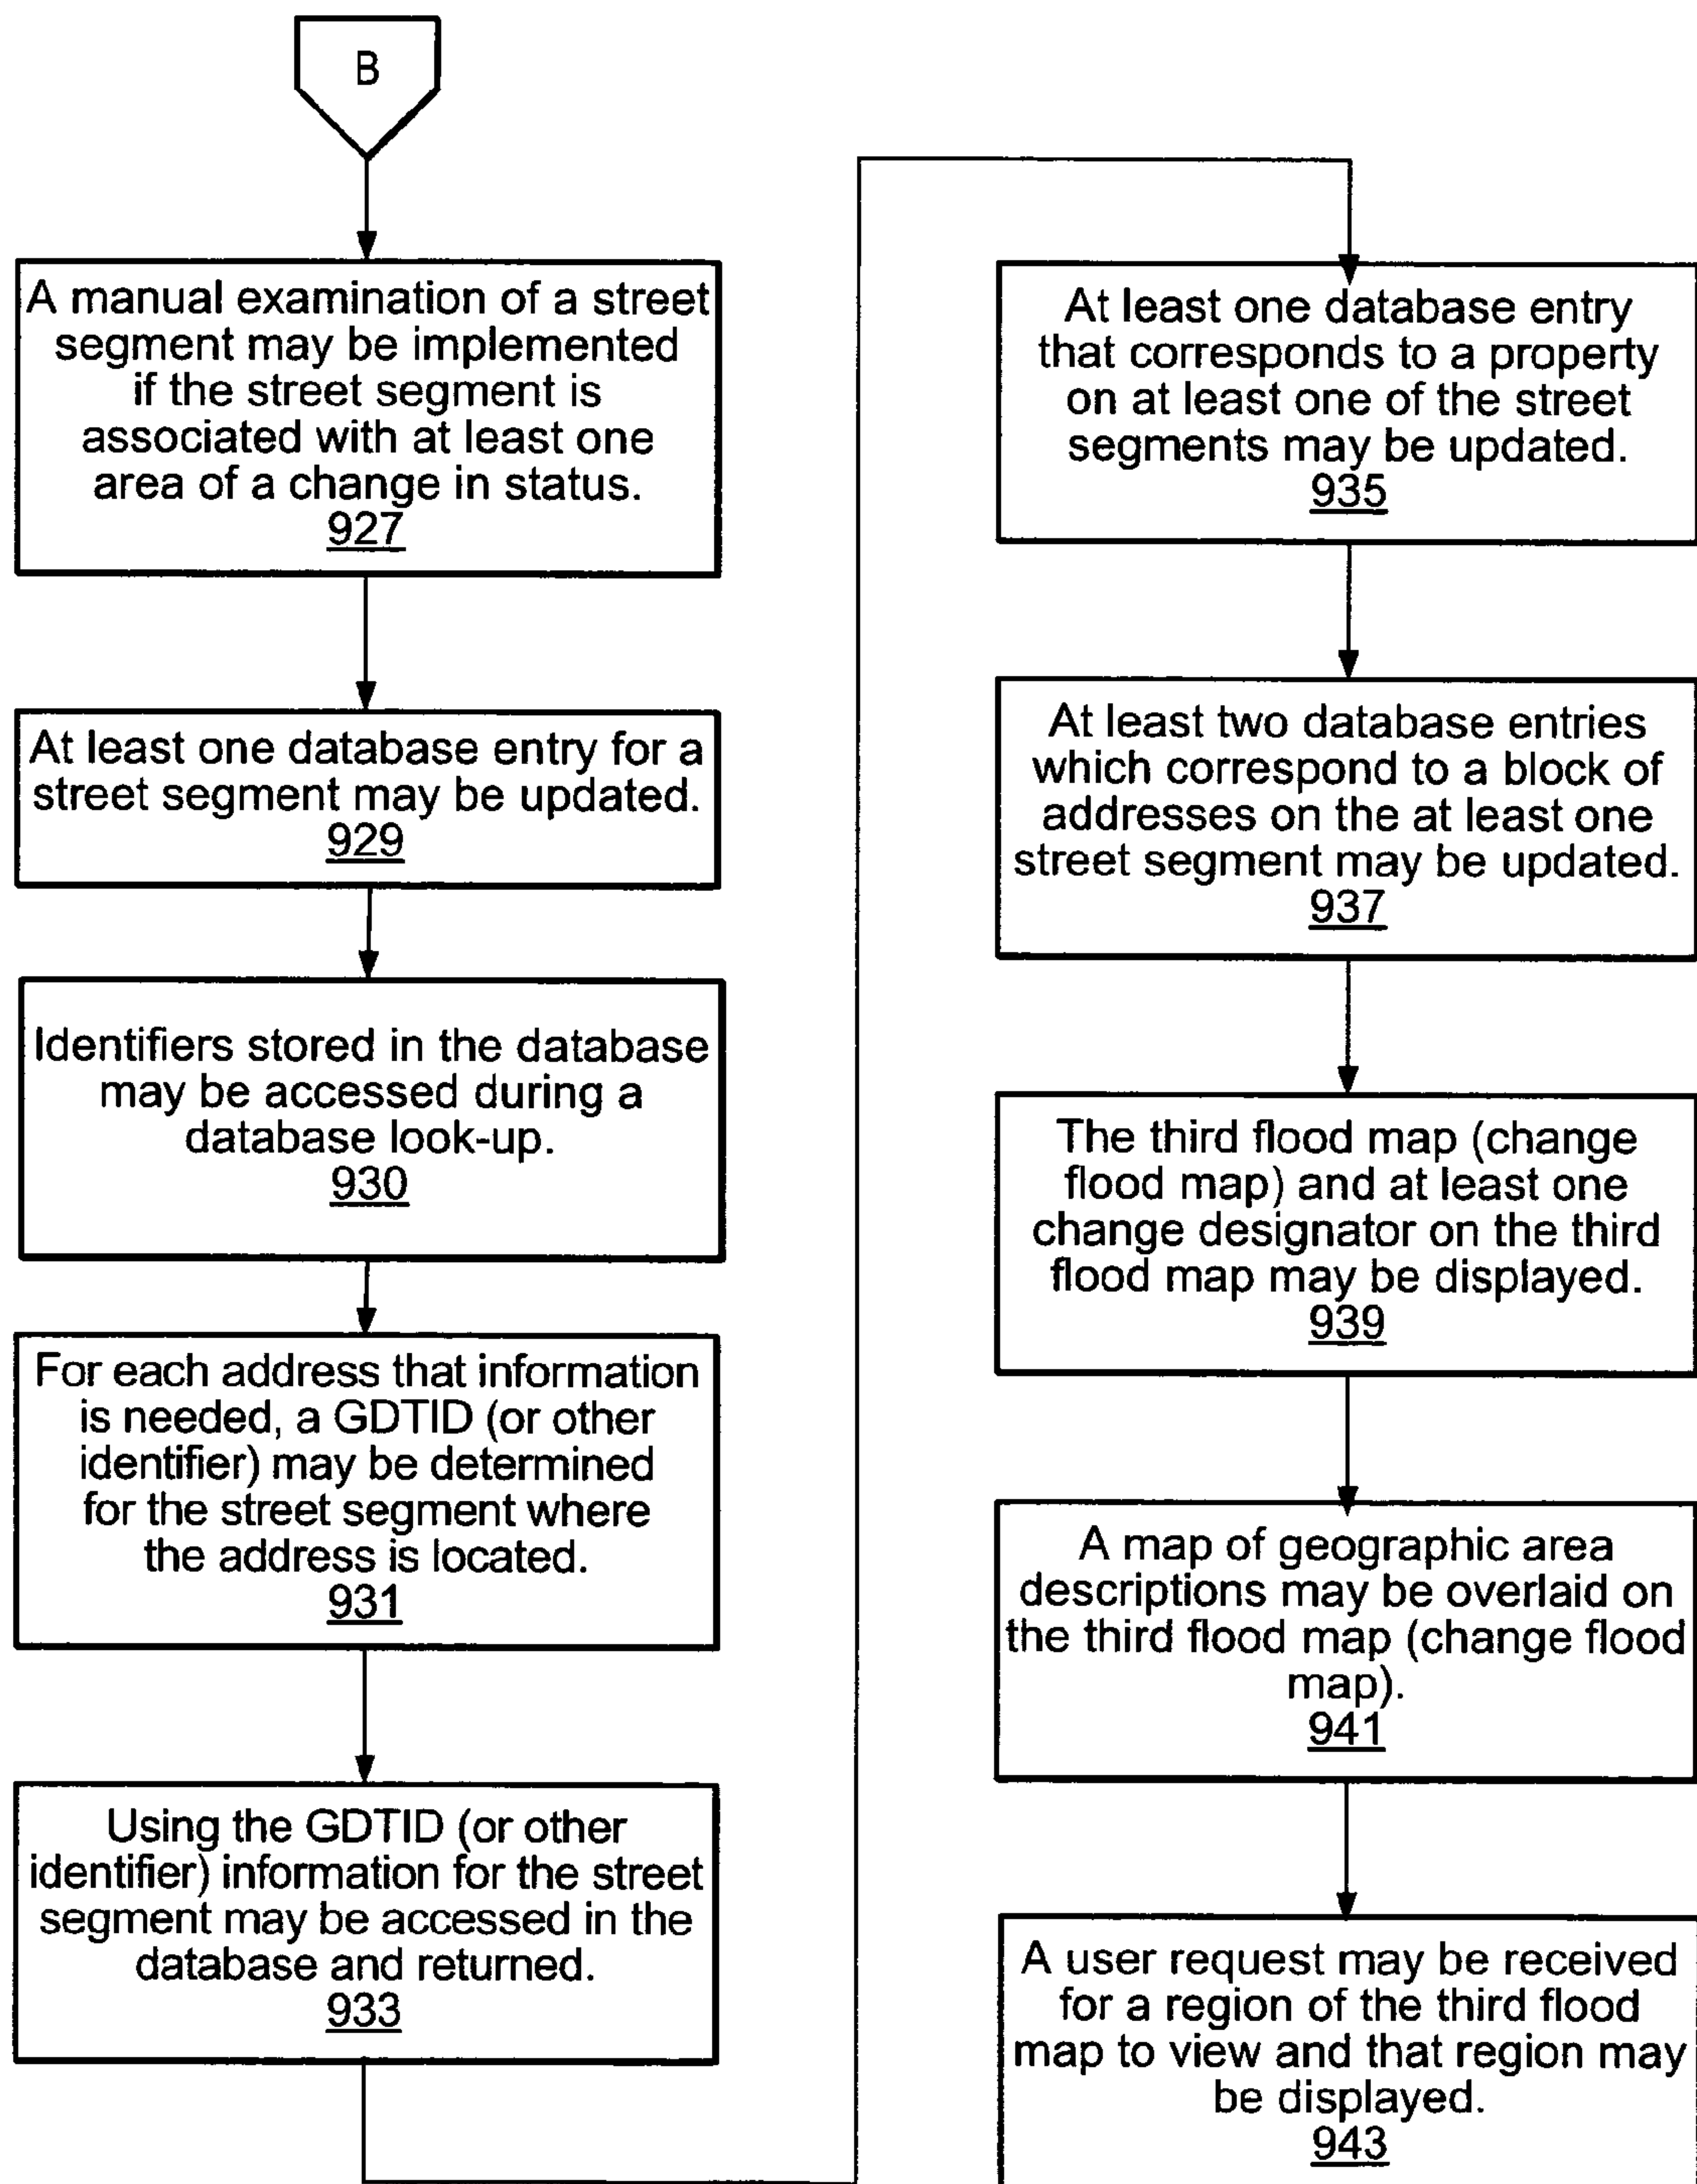 B
A manual examination of a street
segment may be implemented
if the street segment is
associated with at least one
area of a change in status.
927
At least one database entry for a
street segment may be updated.
929
Identifiers stored in the database
may be accessed during a
database look-up.
930
For each address that information
is needed, a GDTID (or other
identifier) may be determined
for the street segment where
the address is located.
931
Using the GDTID (or other
identifier) information for the street
segment may be accessed in the
database and returned.
933
At least one database entry
that corresponds to a property
on at least one of the street
segments may be updated.
935
At least two database entries
which correspond to a block of
addresses on the at least one
street segment may be updated.
937
The third flood map (change
flood map) and at least one
change designator on the third
flood map may be displayed.
939
A map of geographic area
descriptions may be overlaid on
the third flood map (change flood
map).
941
A user request may be received
for a region of the third flood
map to view and that region may
be displayed.
943